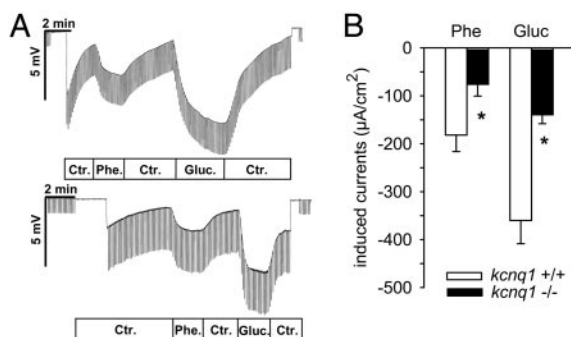 A
2 min
5 mV
Ctr. Phe. Ctr. Gluc. Ctr.
2 min
5 mV
Ctr. Phe. Ctr. Gluc. Ctr.
B
Phe Gluc
induced currents (µA/cm²)
0
-100
-200
-300
-400
-500
*
*
kcnq1 +/+
kcnq1 -/-